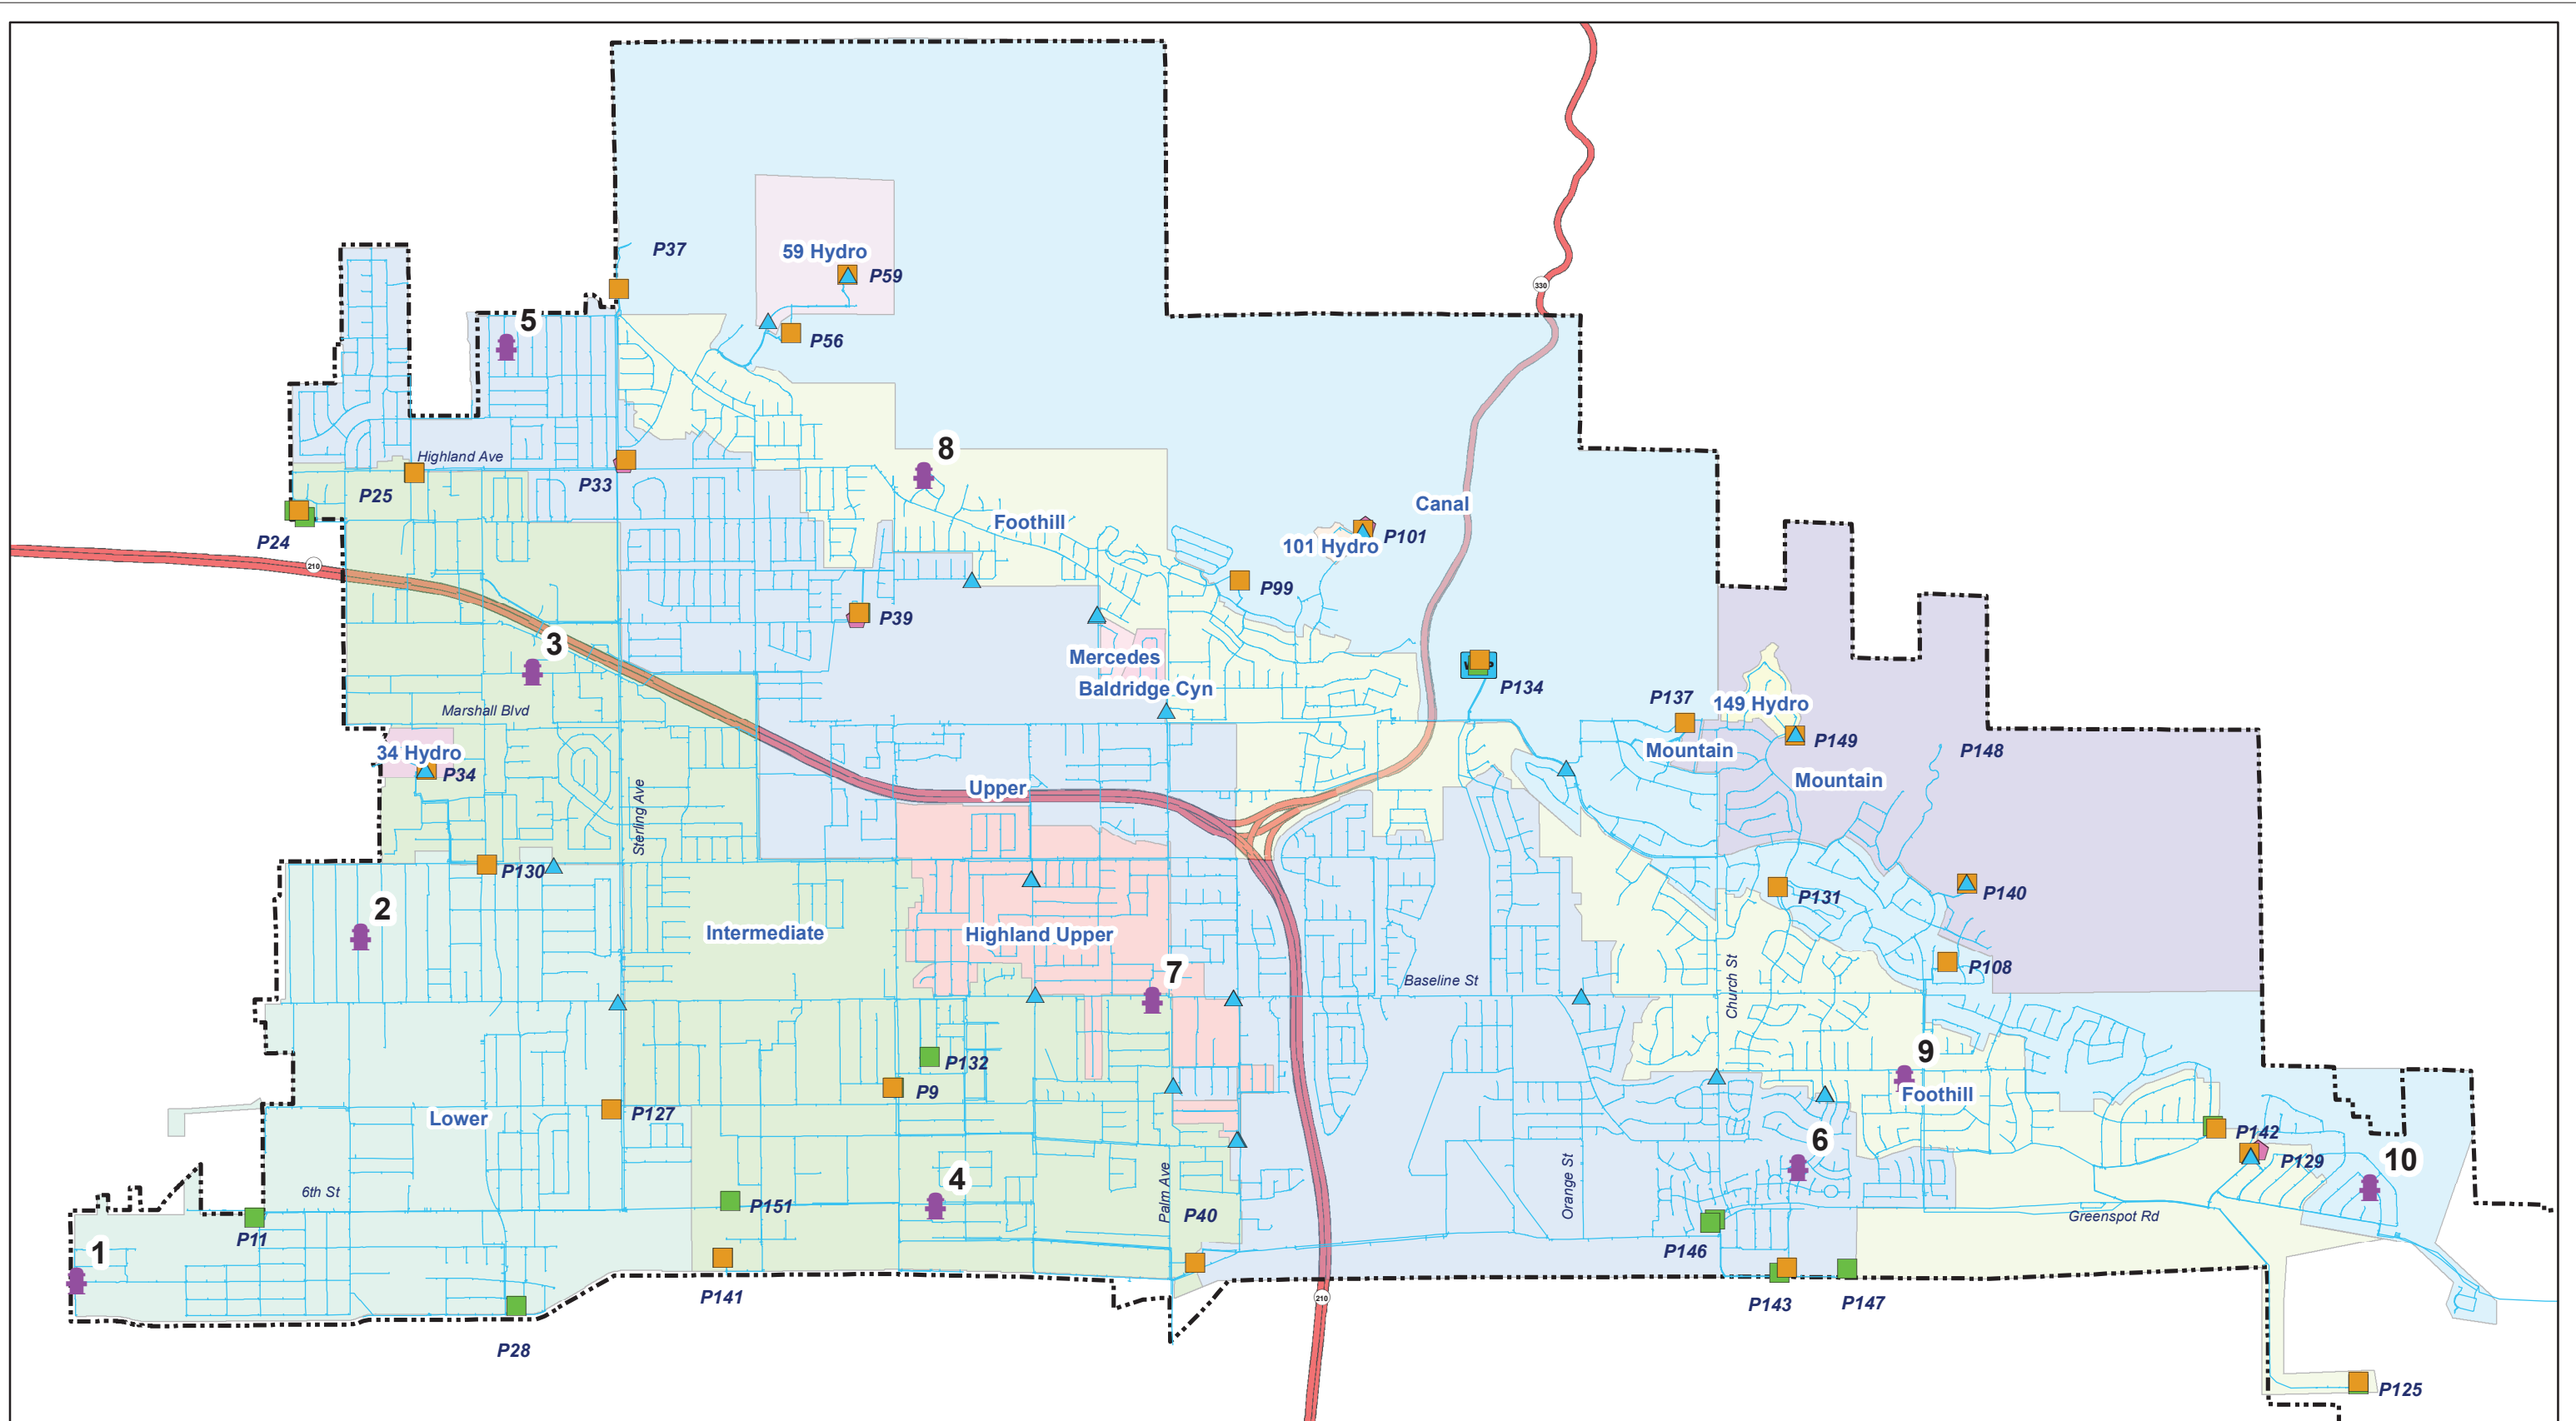 330
P37
59 Hydro
P59
5
P56
8
Highland Ave
P25
P33
Foothill
Canal
P24
101 Hydro
P101
210
P99
P39
3
Mercedes
Baldridge Cyn
P134
P137
Marshall Blvd
149 Hydro
34 Hydro
P34
Mountain
P149
P148
Upper
Mountain
Sterling Ave
P130
P131
P140
2
Intermediate
Highland Upper
7
Baseline St
Church St
P108
P132
9
P9
Foothill
Lower
P127
P142
6
P129
10
4
6th St
P151
Palm Ave
P40
Orange St
Greenspot Rd
P11
1
P146
P141
210
P143
P147
P28
P125